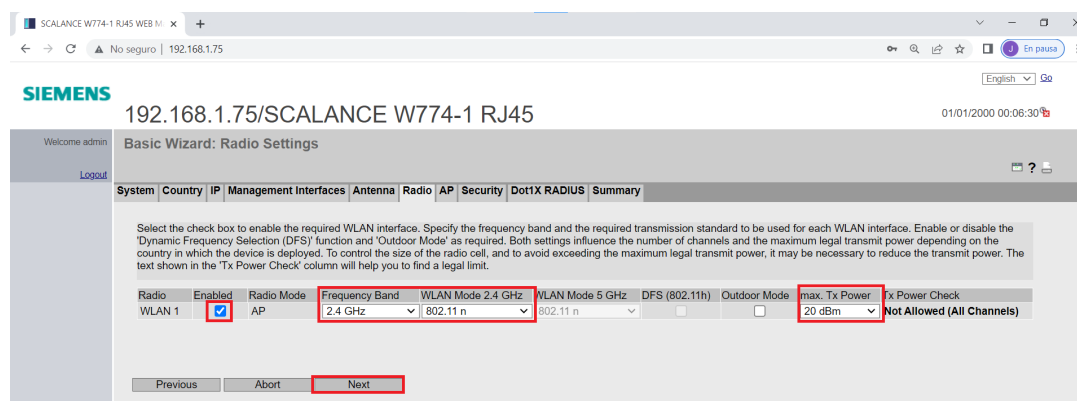 SCALANCE W774-1 RJ45 WEB M
No seguro | 192.168.1.75
J En pausa
English Go
SIEMENS
192.168.1.75/SCALANCE W774-1 RJ45
01/01/2000 00:06:30
Welcome admin
Basic Wizard: Radio Settings
Logout
?
System Country IP Management Interfaces Antenna Radio AP Security Dot1X RADIUS Summary
Select the check box to enable the required WLAN interface. Specify the frequency band and the required transmission standard to be used for each WLAN interface. Enable or disable the
'Dynamic Frequency Selection (DFS)' function and 'Outdoor Mode' as required. Both settings influence the number of channels and the maximum legal transmit power depending on the
country in which the device is deployed. To control the size of the radio cell, and to avoid exceeding the maximum legal transmit power, it may be necessary to reduce the transmit power. The
text shown in the 'Tx Power Check' column will help you to find a legal limit.
Radio Enabled Radio Mode Frequency Band WLAN Mode 2.4 GHz WLAN Mode 5 GHz DFS (802.11h) Outdoor Mode max. Tx Power Tx Power Check
WLAN 1 AP 2.4 GHz 802.11 n 802.11 n 20 dBm Not Allowed (All Channels)
Previous Abort Next